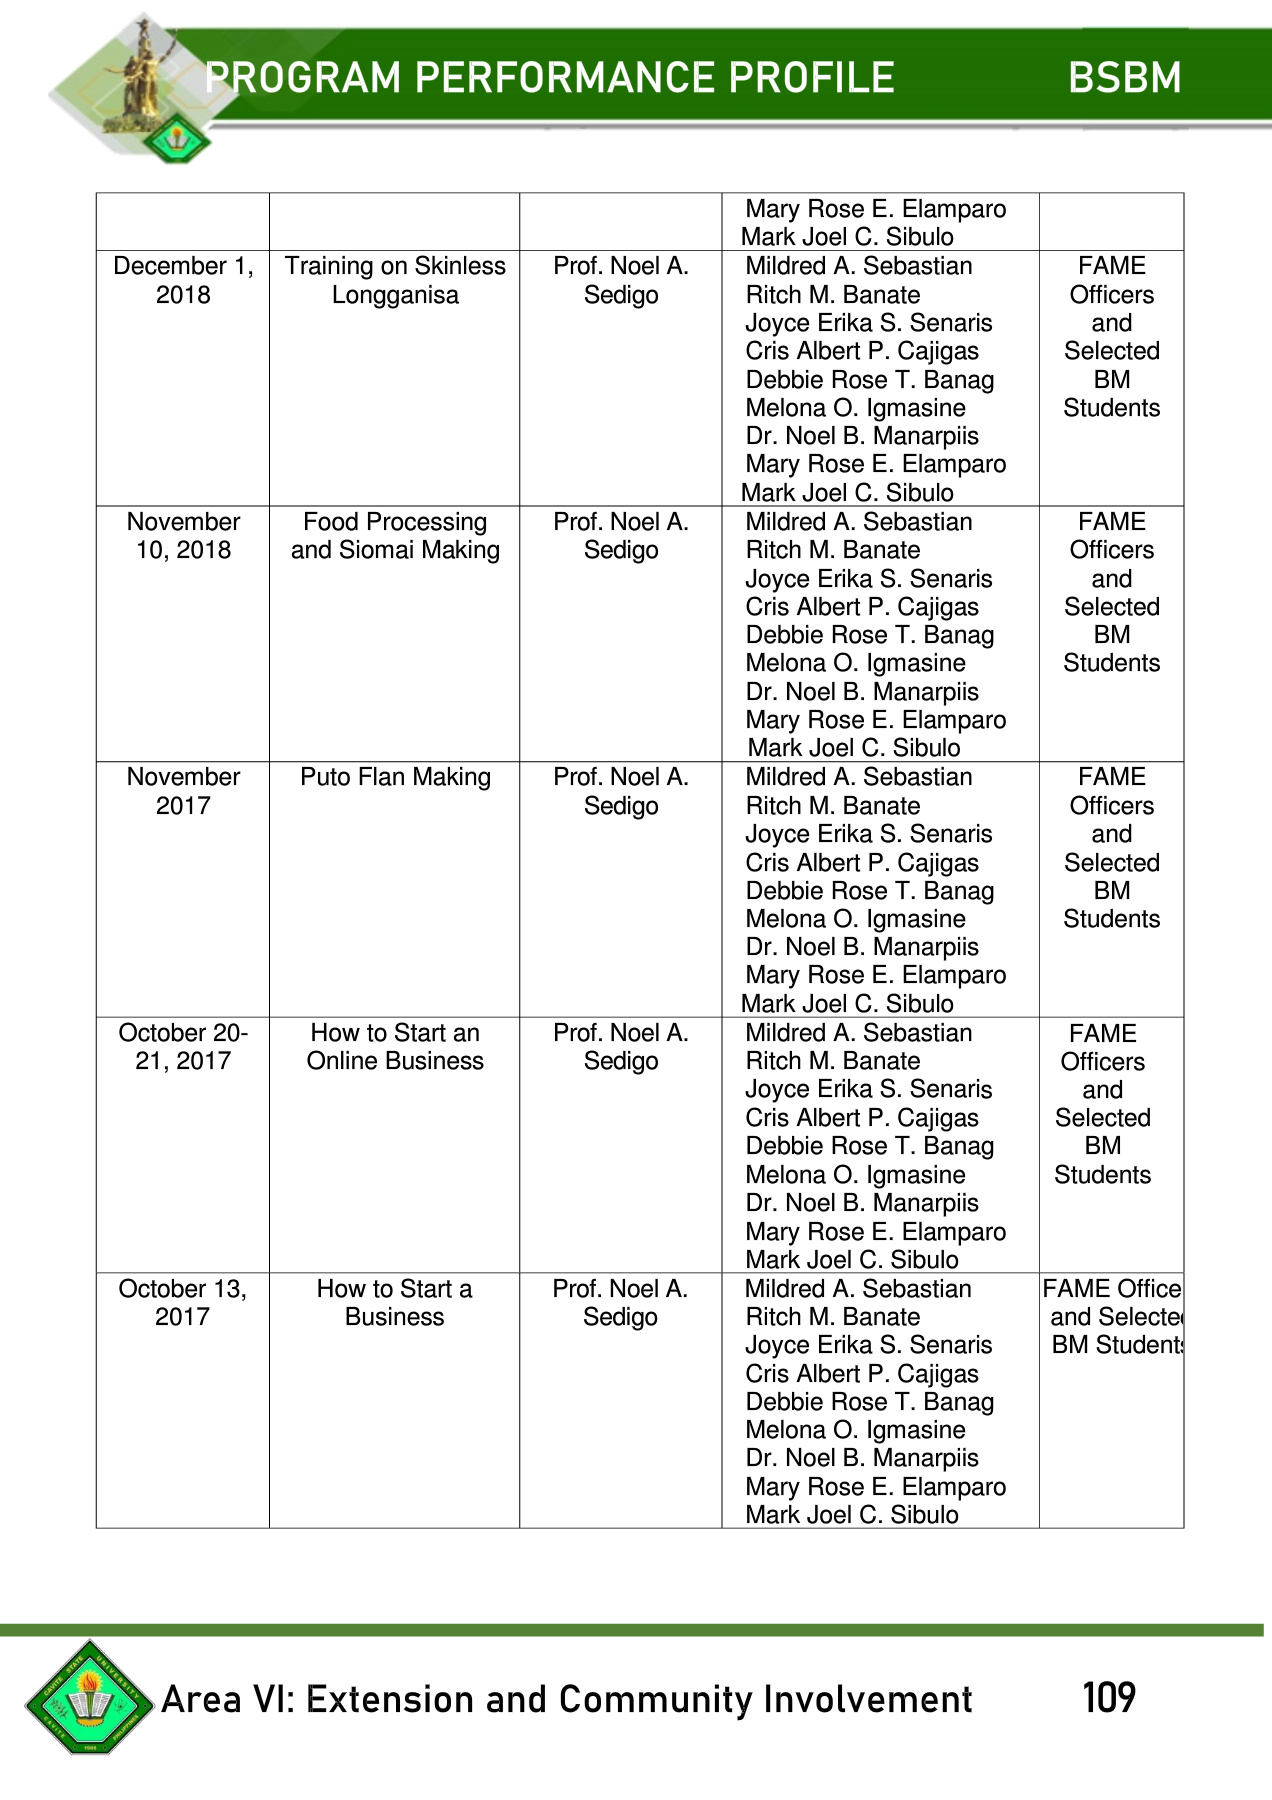 PROGRAM PERFORMANCE PROFILE BSBM
Mary Rose E. Elamparo
Mark Joel C. Sibulo
December 1,
2018
Training on Skinless
Longganisa
Prof. Noel A.
Sedigo
Mildred A. Sebastian
Ritch M. Banate
Joyce Erika S. Senaris
Cris Albert P. Cajigas
Debbie Rose T. Banag
Melona O. Igmasine
Dr. Noel B. Manarpiis
Mary Rose E. Elamparo
Mark Joel C. Sibulo
FAME
Officers
and
Selected
BM
Students
November
10, 2018
Food Processing
and Siomai Making
Prof. Noel A.
Sedigo
Mildred A. Sebastian
Ritch M. Banate
Joyce Erika S. Senaris
Cris Albert P. Cajigas
Debbie Rose T. Banag
Melona O. Igmasine
Dr. Noel B. Manarpiis
Mary Rose E. Elamparo
Mark Joel C. Sibulo
FAME
Officers
and
Selected
BM
Students
November
2017
Puto Flan Making
Prof. Noel A.
Sedigo
Mildred A. Sebastian
Ritch M. Banate
Joyce Erika S. Senaris
Cris Albert P. Cajigas
Debbie Rose T. Banag
Melona O. Igmasine
Dr. Noel B. Manarpiis
Mary Rose E. Elamparo
Mark Joel C. Sibulo
FAME
Officers
and
Selected
BM
Students
October 20-
21, 2017
How to Start an
Online Business
Prof. Noel A.
Sedigo
Mildred A. Sebastian
Ritch M. Banate
Joyce Erika S. Senaris
Cris Albert P. Cajigas
Debbie Rose T. Banag
Melona O. Igmasine
Dr. Noel B. Manarpiis
Mary Rose E. Elamparo
Mark Joel C. Sibulo
FAME
Officers
and
Selected
BM
Students
October 13,
2017
How to Start a
Business
Prof. Noel A.
Sedigo
Mildred A. Sebastian
Ritch M. Banate
Joyce Erika S. Senaris
Cris Albert P. Cajigas
Debbie Rose T. Banag
Melona O. Igmasine
Dr. Noel B. Manarpiis
Mary Rose E. Elamparo
Mark Joel C. Sibulo
FAME Office
and Selected
BM Students
CAVITE STATE UNIVERSITY
CAVITE PHILIPPINES
1906
Area VI: Extension and Community Involvement 109